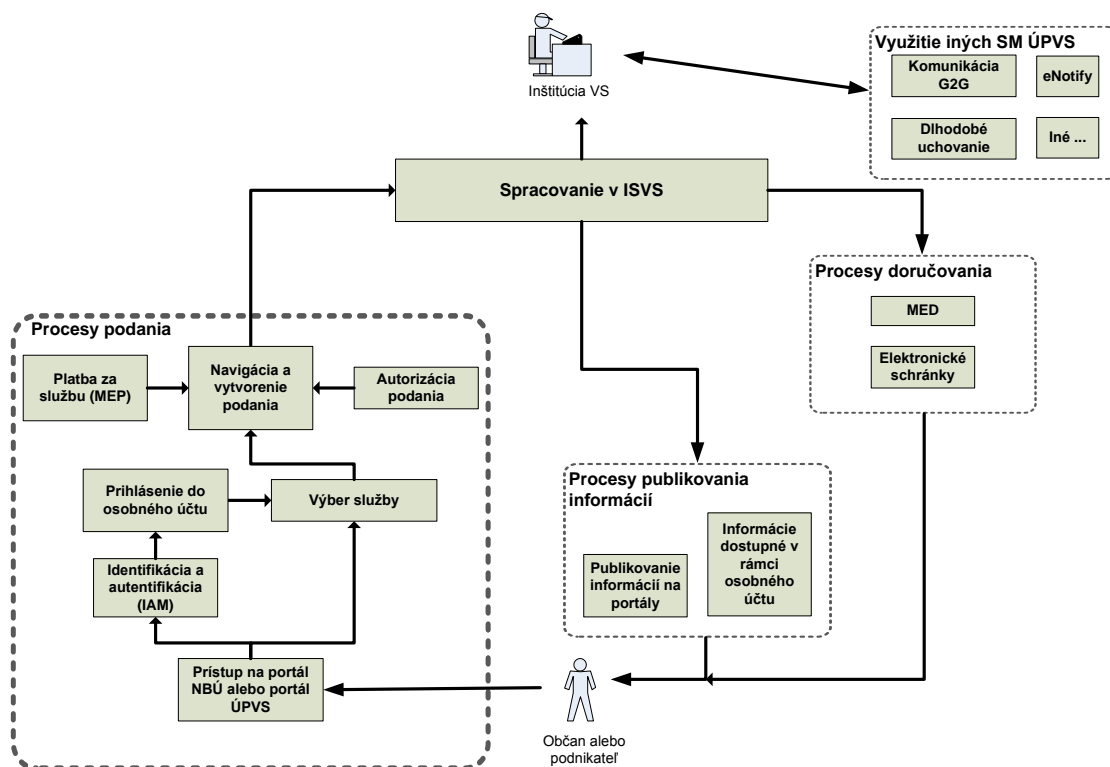 Inštitúcia VS
Využitie iných SM ÚPVS
Komunikácia
G2G
eNotify
Dlhodobé
uchovanie
Iné ...
Spracovanie v ISVS
Procesy doručovania
MED
Elektronické
schránky
Procesy podania
Platba za
službu (MEP)
Navigácia a
vytvorenie
podania
Autorizácia
podania
Prihlásenie do
osobného účtu
Výber služby
Identifikácia a
autentifikácia
(IAM)
Prístup na portál
NBÚ alebo portál
ÚPVS
Procesy publikovania
informácií
Publikovanie
informácií na
portály
Informácie
dostupné v
rámci
osobného
účtu
Občan alebo
podnikateľ